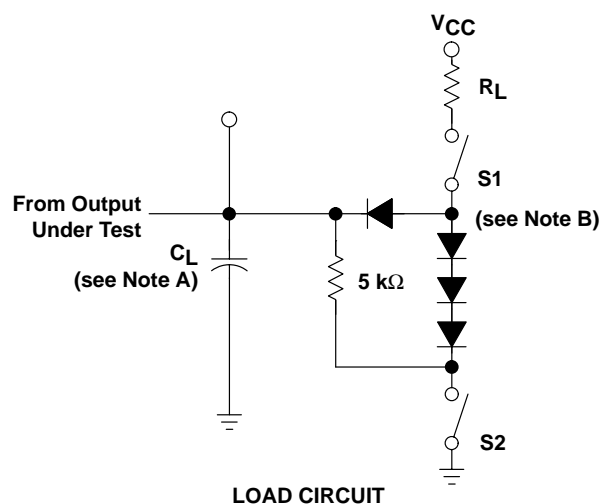 VCC
RL
S1
From Output
Under Test
(see Note B)
CL
(see Note A)
5 kΩ
S2
LOAD CIRCUIT